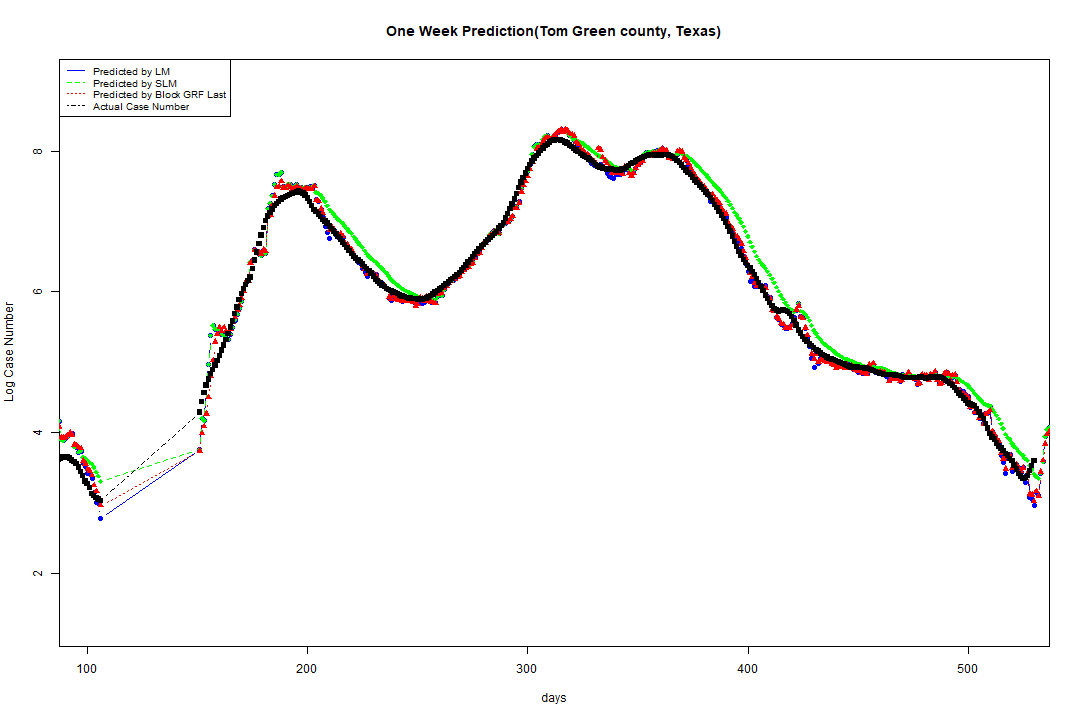 One Week Prediction(Tom Green county, Texas)
Predicted by LM
Predicted by SLM
Predicted by Block GRF Last
Actual Case Number
Log Case Number
8
6
4
2
100 200 300 400 500
days